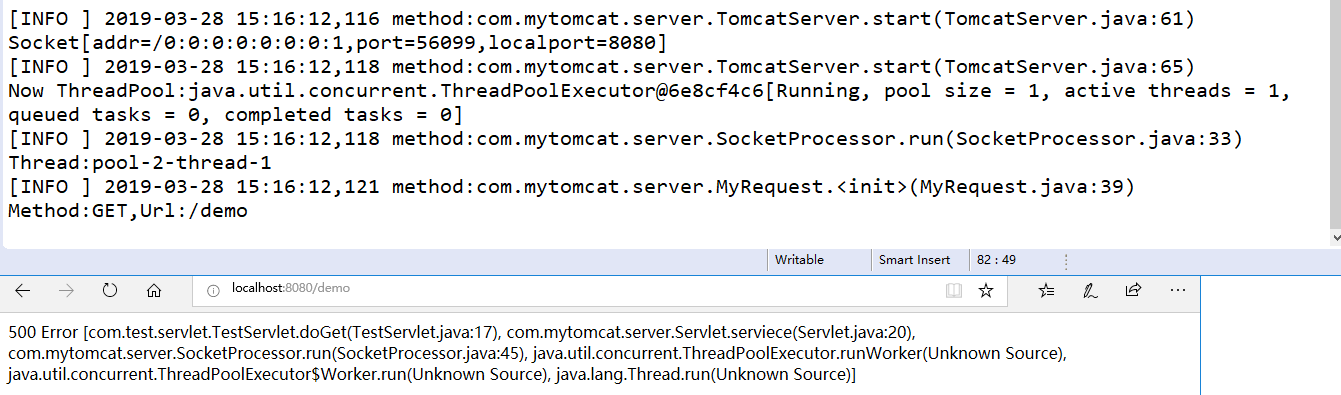 [INFO ] 2019-03-28 15:16:12,116 method:com.mytomcat.server.TomcatServer.start(TomcatServer.java:61)
Socket[addr=/0:0:0:0:0:0:0:1,port=56099,localport=8080]
[INFO ] 2019-03-28 15:16:12,118 method:com.mytomcat.server.TomcatServer.start(TomcatServer.java:65)
Now ThreadPool:java.util.concurrent.ThreadPoolExecutor@6e8cf4c6[Running, pool size = 1, active threads = 1,
queued tasks = 0, completed tasks = 0]
[INFO ] 2019-03-28 15:16:12,118 method:com.mytomcat.server.SocketProcessor.run(SocketProcessor.java:33)
Thread:pool-2-thread-1
[INFO ] 2019-03-28 15:16:12,121 method:com.mytomcat.server.MyRequest.<init>(MyRequest.java:39)
Method:GET,Url:/demo
Writable Smart Insert 82 : 49
localhost:8080/demo
500 Error [com.test.servlet.TestServlet.doGet(TestServlet.java:17), com.mytomcat.server.Servlet.serviece(Servlet.java:20),
com.mytomcat.server.SocketProcessor.run(SocketProcessor.java:45), java.util.concurrent.ThreadPoolExecutor.runWorker(Unknown Source),
java.util.concurrent.ThreadPoolExecutor$Worker.run(Unknown Source), java.lang.Thread.run(Unknown Source)]